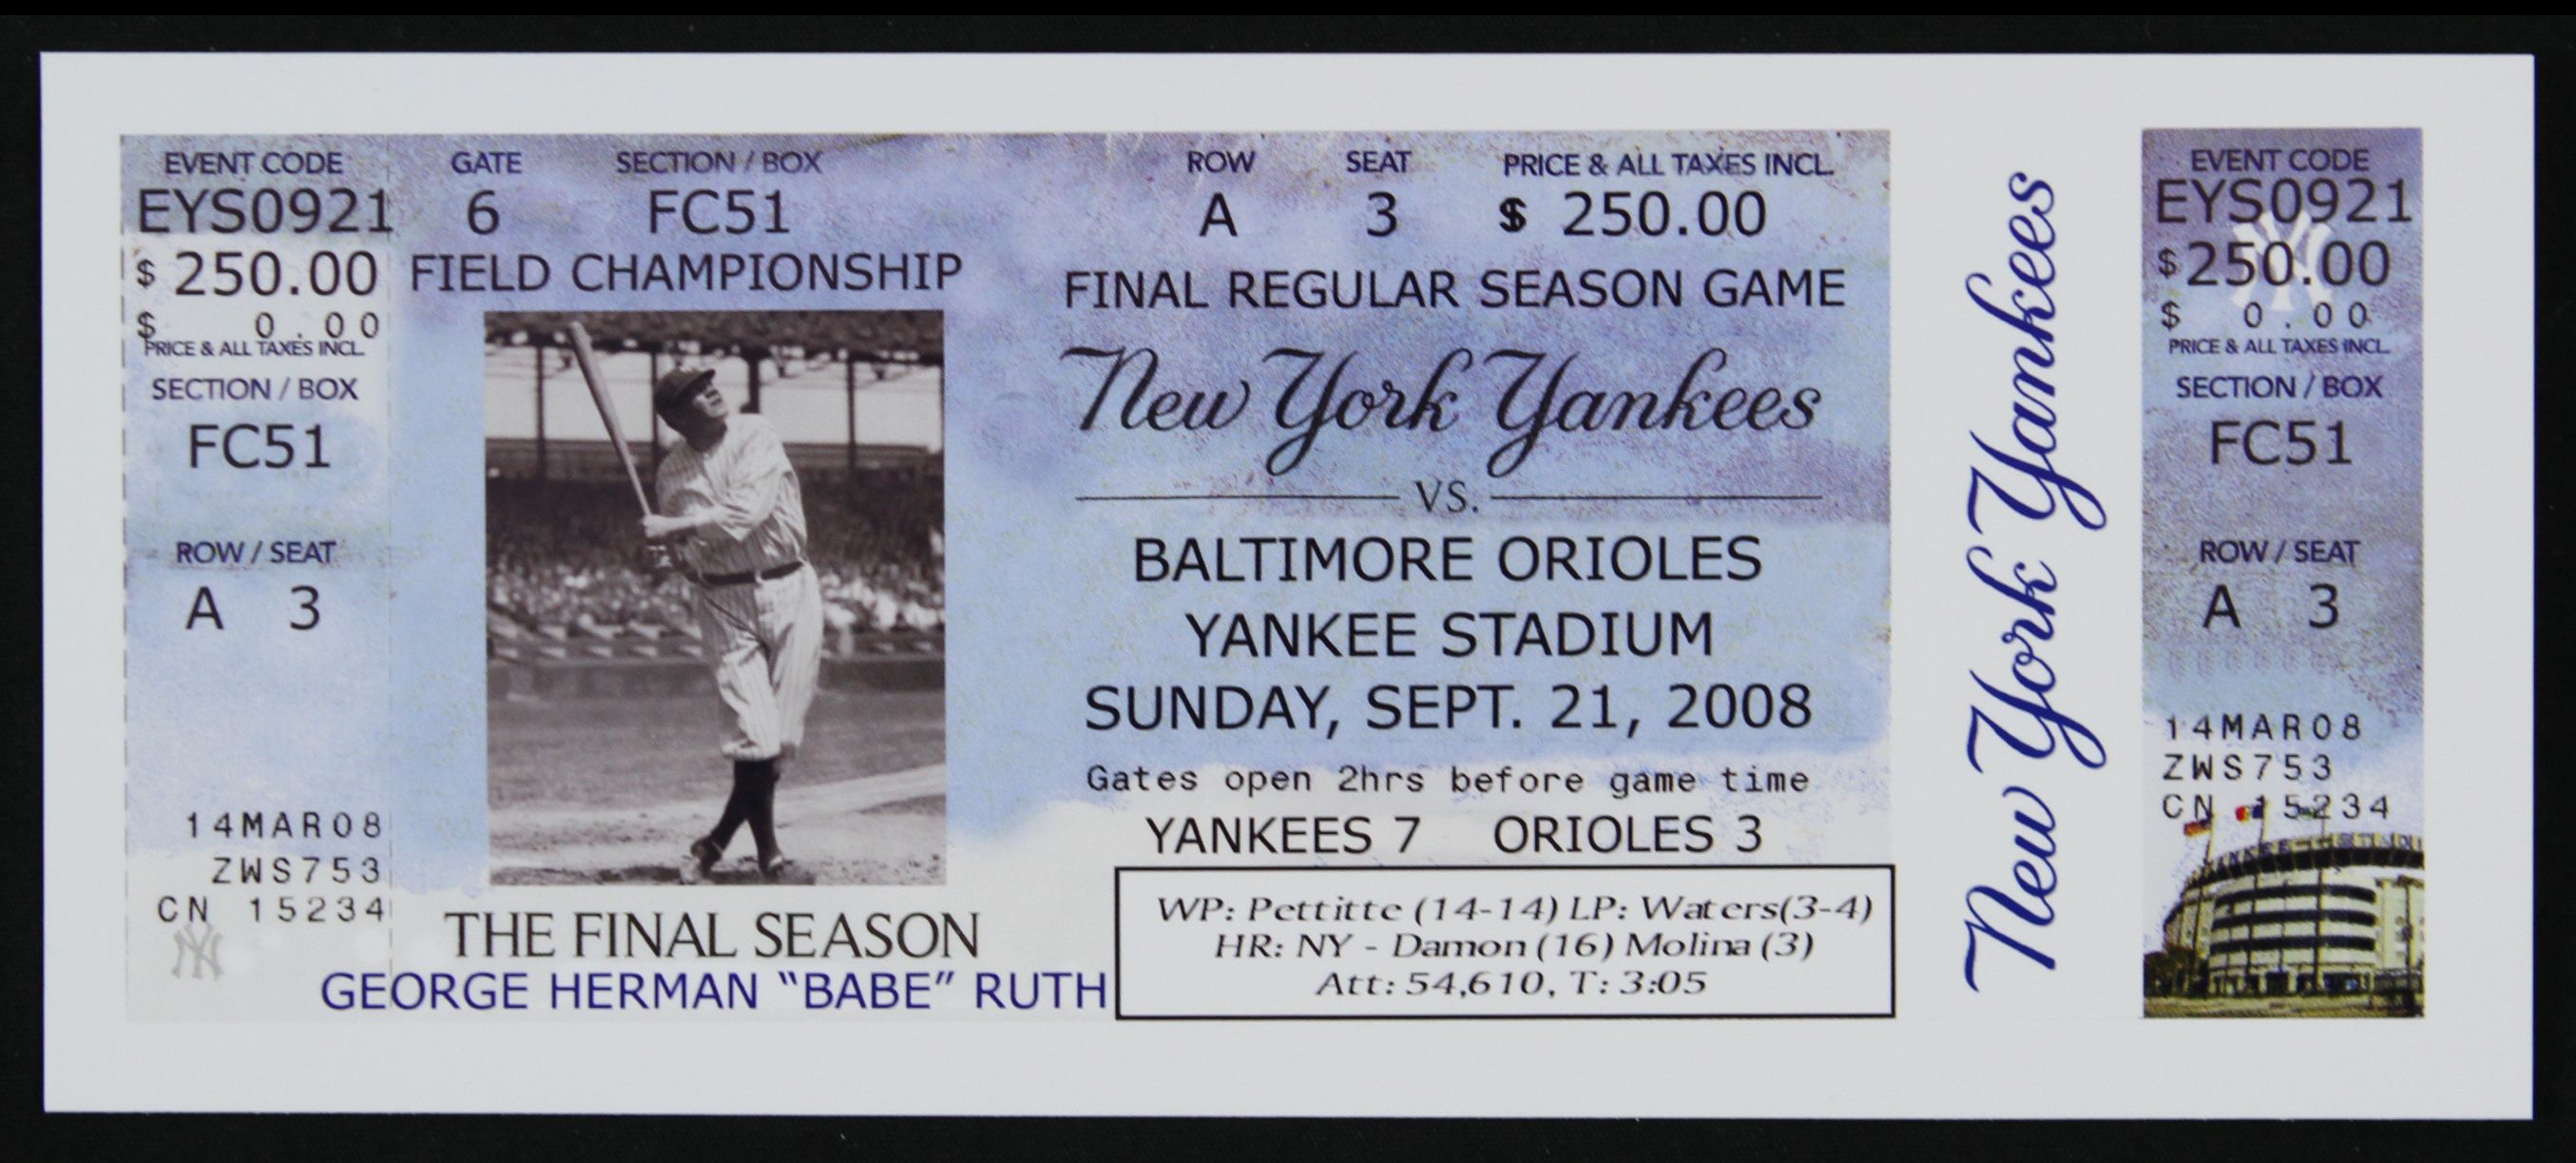 EVENT CODE
EYS0921
$ 250.00
$ 0.00
PRICE & ALL TAXES INCL.
SECTION / BOX
FC51
ROW / SEAT
A 3
14MAR08
ZWS753
CN 15234
NY
GATE SECTION / BOX ROW SEAT PRICE & ALL TAXES INCL.
6 FC51 A 3 $ 250.00
FIELD CHAMPIONSHIP
THE FINAL SEASON
GEORGE HERMAN “BABE” RUTH
FINAL REGULAR SEASON GAME
New York Yankees
VS.
BALTIMORE ORIOLES
YANKEE STADIUM
SUNDAY, SEPT. 21, 2008
Gates open 2hrs before game time
YANKEES 7 ORIOLES 3
WP: Pettitte (14-14) LP: Waters(3-4)
HR: NY - Damon (16) Molina (3)
Att: 54,610, T: 3:05
New York Yankees
EVENT CODE
EYS0921
NY
$ 250.00
$ 0.00
PRICE & ALL TAXES INCL.
SECTION / BOX
FC51
ROW / SEAT
A 3
14MAR08
ZWS753
CN 15234